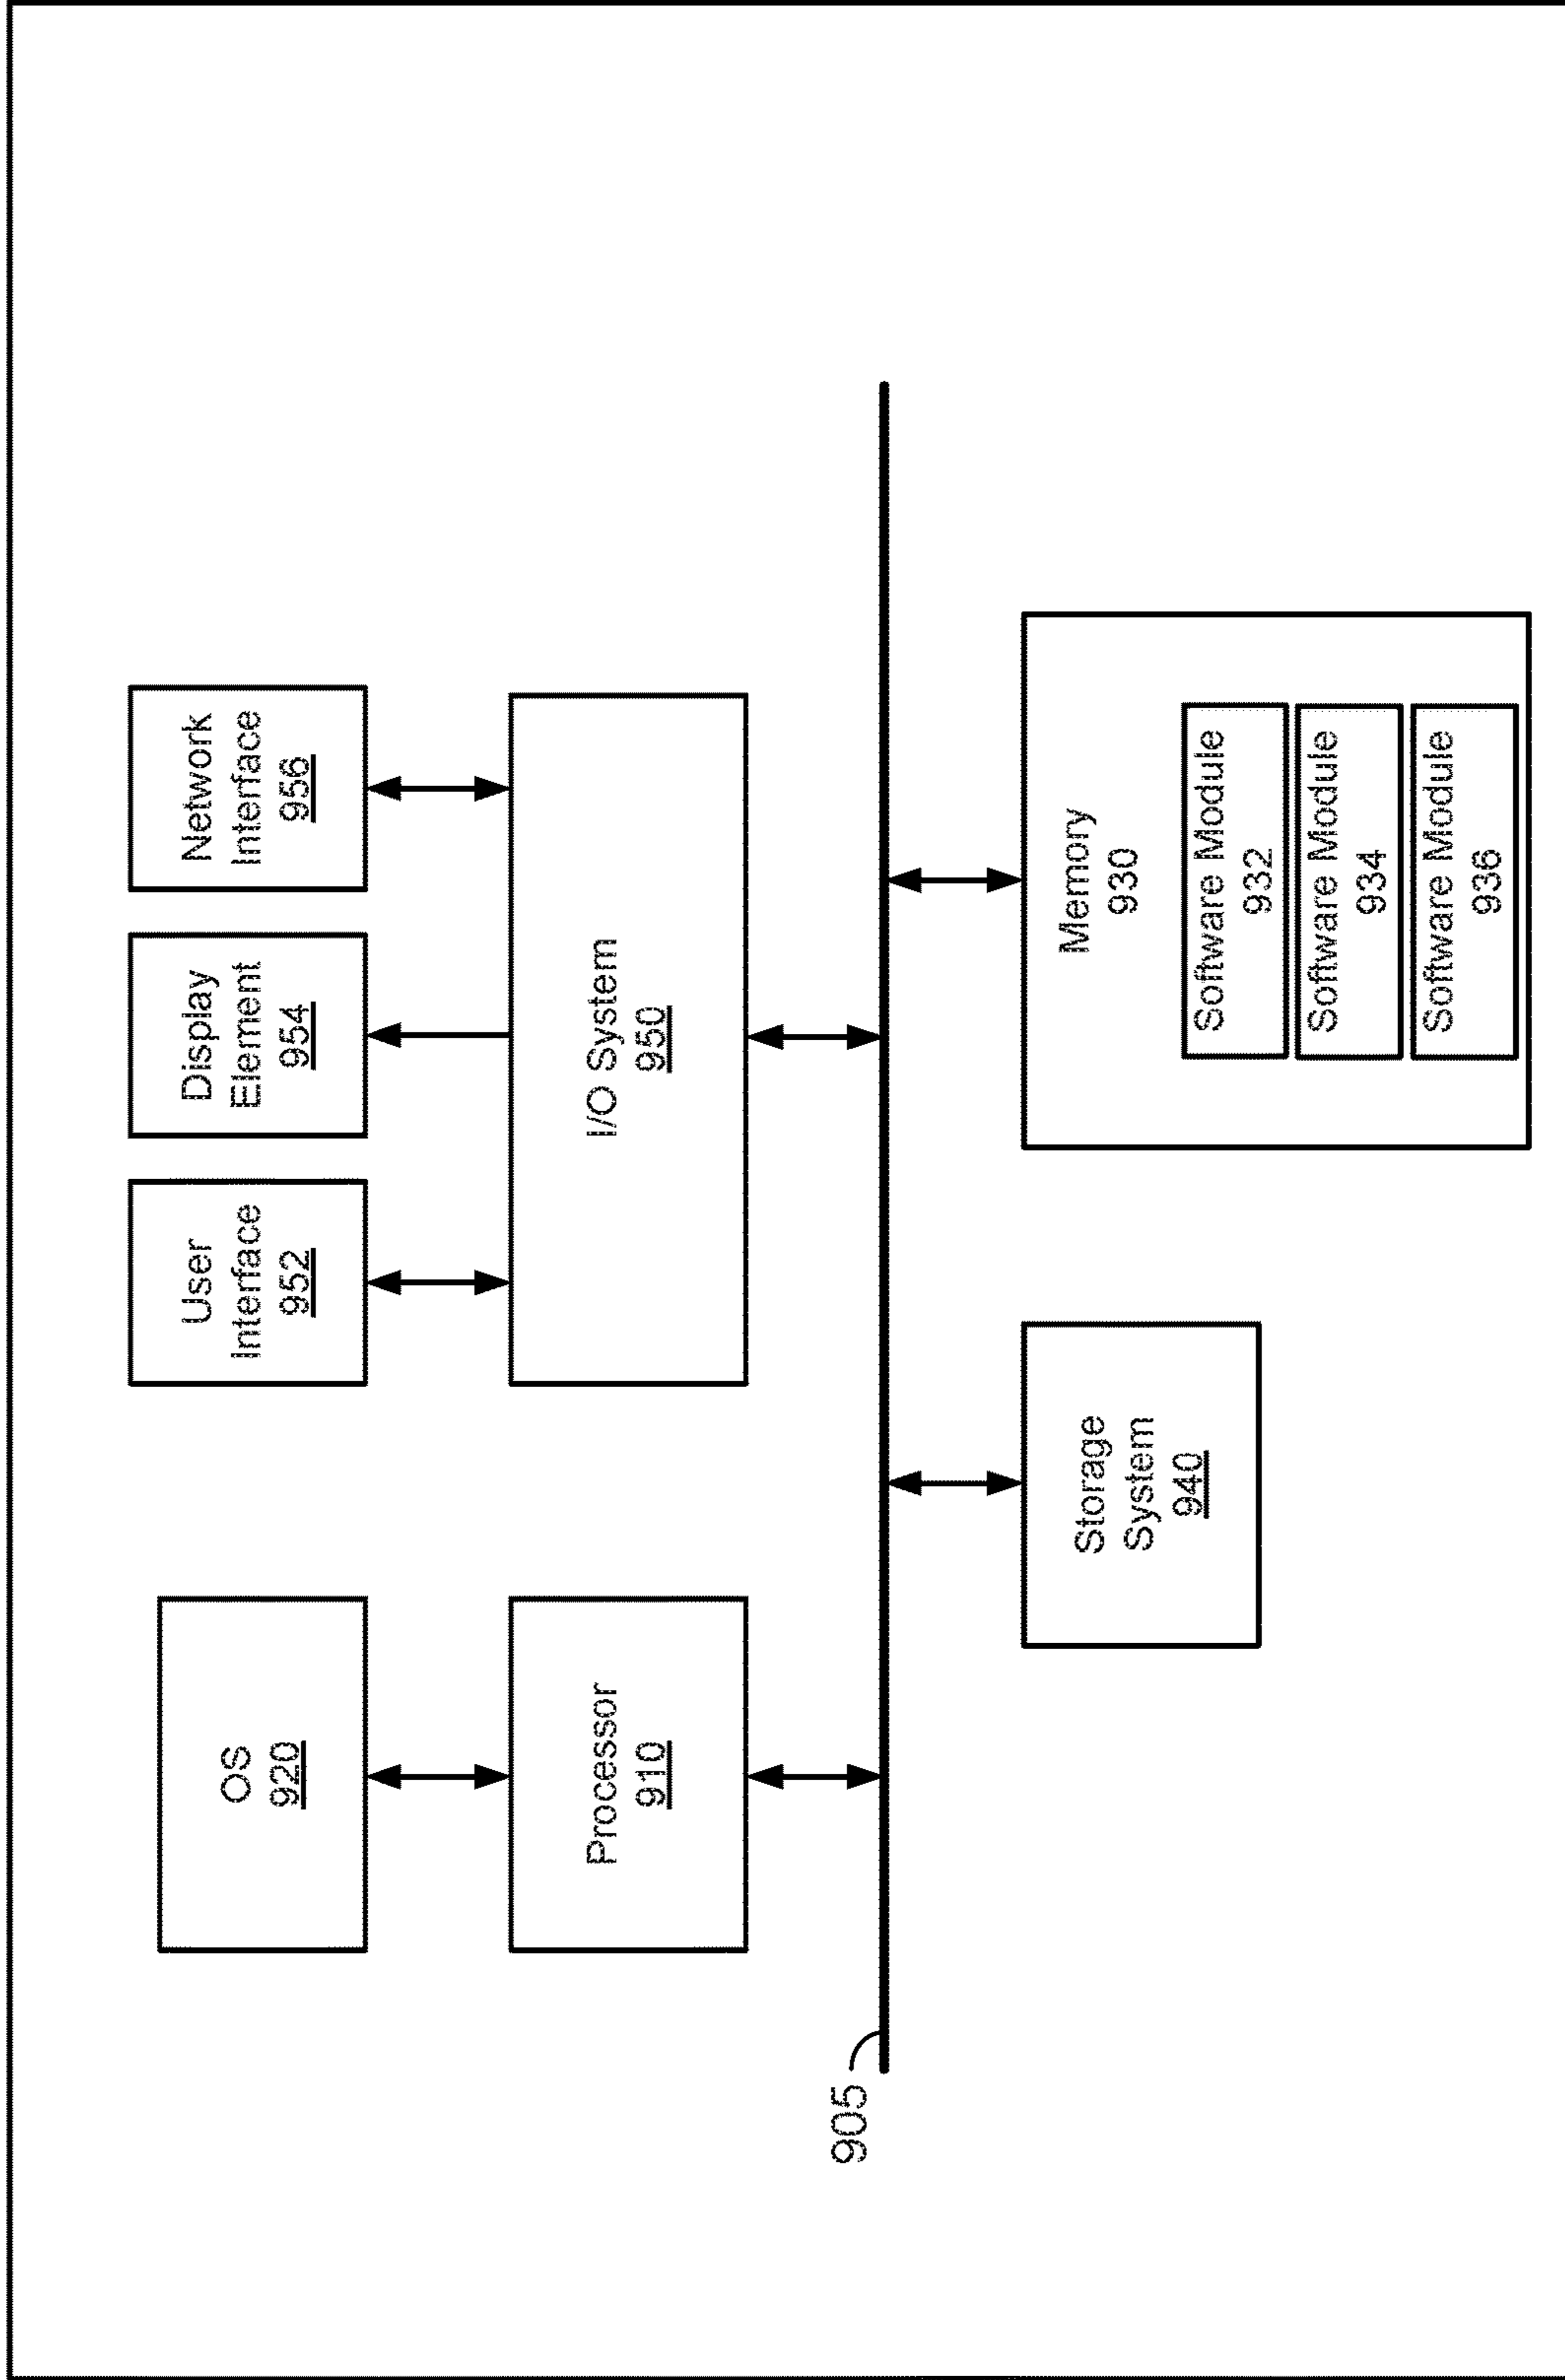 OS
920
User
Interface
952
Display
Element
954
Network
Interface
956
Processor
910
I/O System
950
905
Storage
System
940
Memory
930
Software Module
932
Software Module
934
Software Module
936